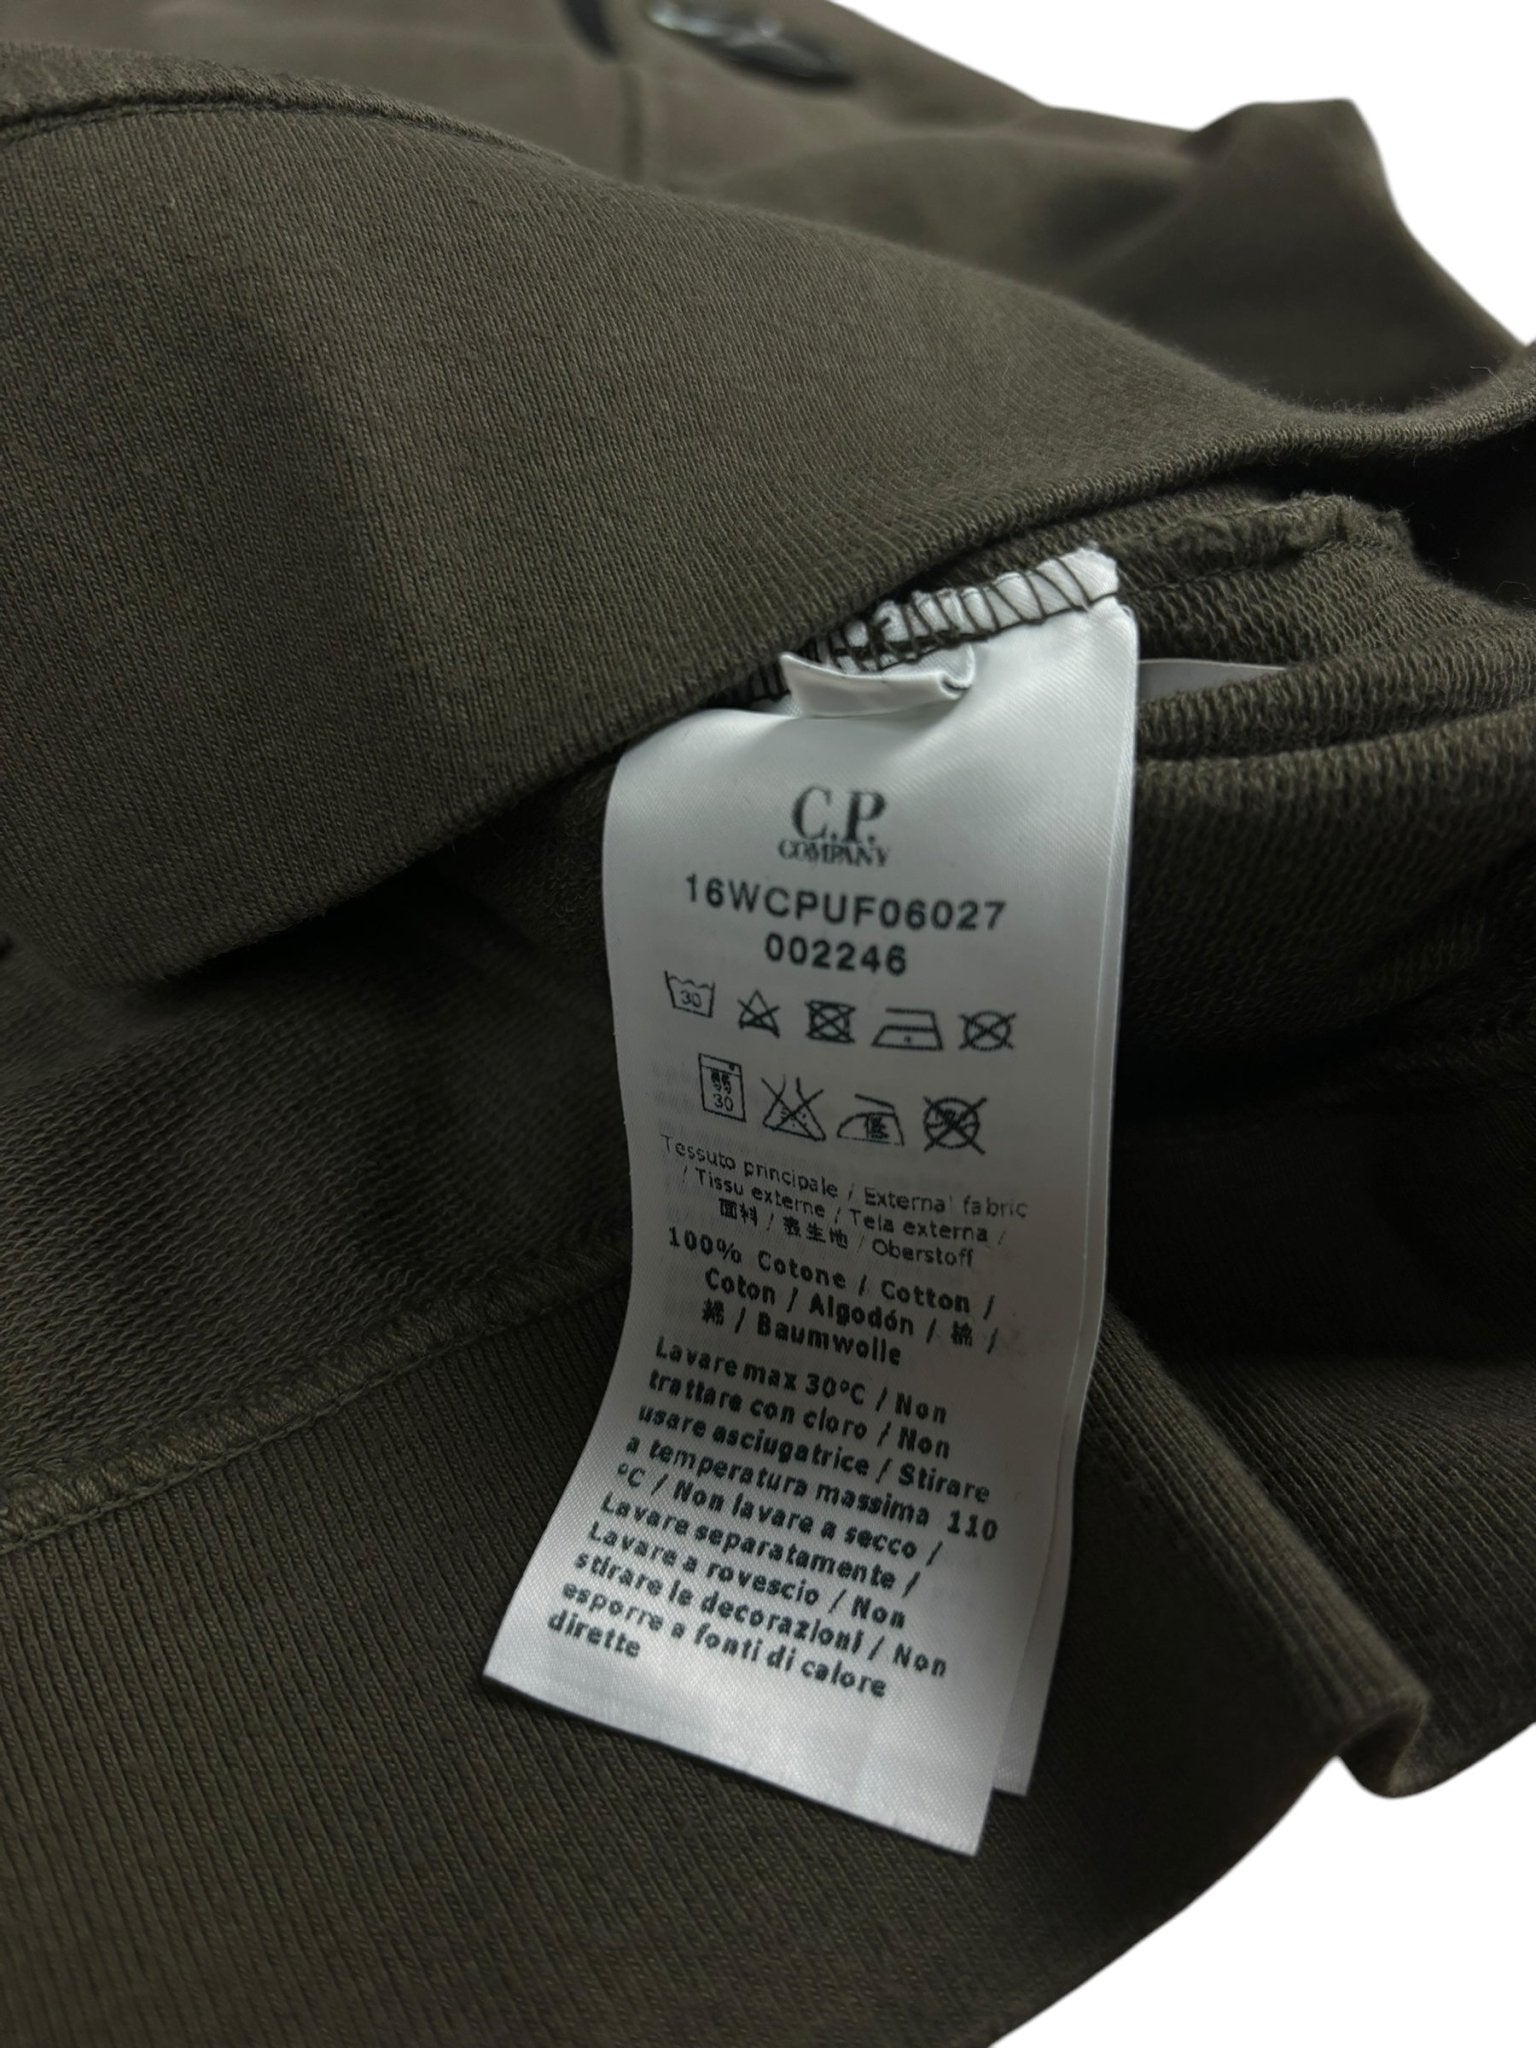 C.P.
COMPANY
16WCPUF06027
002246
30
30
Tessuto principale / External fabric
/ Tissu externe / Tela externa /
面料 / 表生地 / Oberstoff
100% Cotone / Cotton /
Coton / Algodón / 棉 /
綿 / Baumwolle
Lavare max 30°C / Non
trattare con cloro / Non
usare asciugatrice / Stirare
a temperatura massima 110
°C / Non lavare a secco /
Lavare separatamente /
Lavare a rovescio / Non
stirare le decorazioni / Non
esporre a fonti di calore
dirette